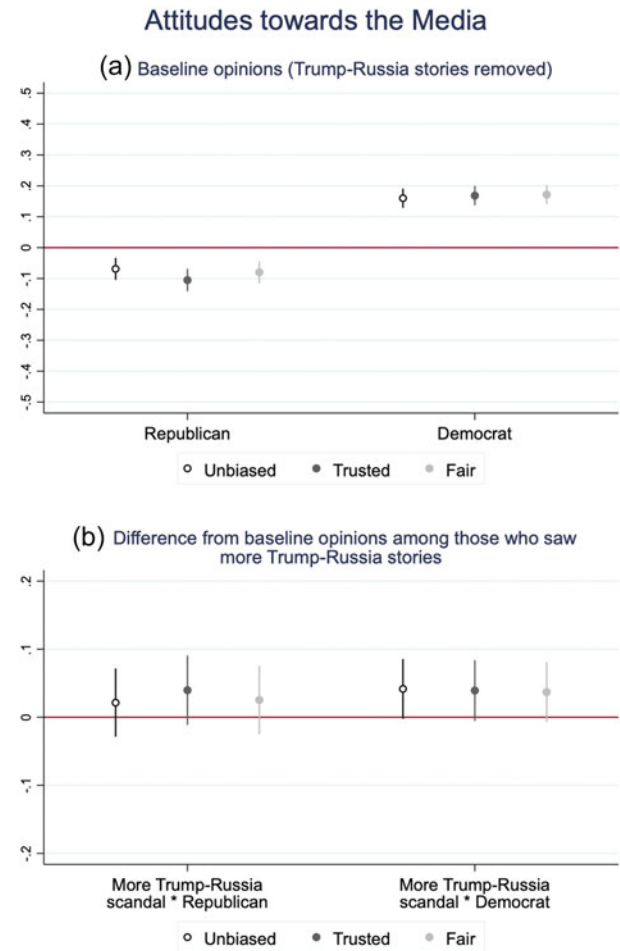 Attitudes towards the Media
(a) Baseline opinions (Trump-Russia stories removed)
.5
.4
.3
.2
.1
0
-.1
-.2
-.3
-.4
-.5
Republican Democrat
Unbiased Trusted Fair
(b) Difference from baseline opinions among those who saw
more Trump-Russia stories
.2
.1
0
-.1
-.2
More Trump-Russia More Trump-Russia
scandal * Republican scandal * Democrat
Unbiased Trusted Fair